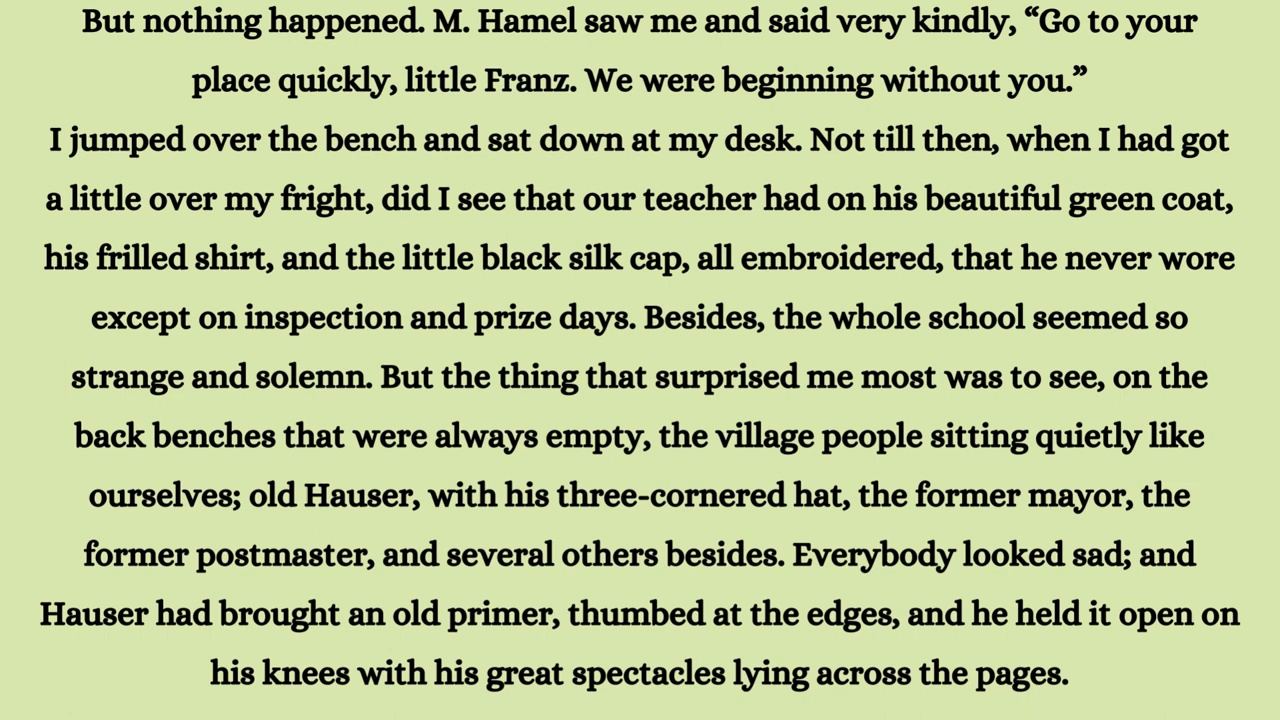 But nothing happened. M. Hamel saw me and said very kindly, “Go to your
place quickly, little Franz. We were beginning without you.”
I jumped over the bench and sat down at my desk. Not till then, when I had got
a little over my fright, did I see that our teacher had on his beautiful green coat,
his frilled shirt, and the little black silk cap, all embroidered, that he never wore
except on inspection and prize days. Besides, the whole school seemed so
strange and solemn. But the thing that surprised me most was to see, on the
back benches that were always empty, the village people sitting quietly like
ourselves; old Hauser, with his three-cornered hat, the former mayor, the
former postmaster, and several others besides. Everybody looked sad; and
Hauser had brought an old primer, thumbed at the edges, and he held it open on
his knees with his great spectacles lying across the pages.